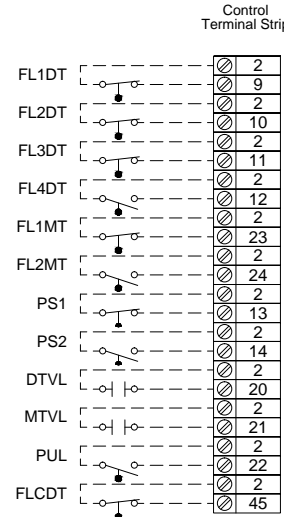 Control
Terminal Strip
FL1DT 2
9
FL2DT 2
10
FL3DT 2
11
FL4DT 2
12
FL1MT 2
23
FL2MT 2
24
PS1 2
13
PS2 2
14
DTVL 2
20
MTVL 2
21
PUL 2
22
FLCDT 2
45